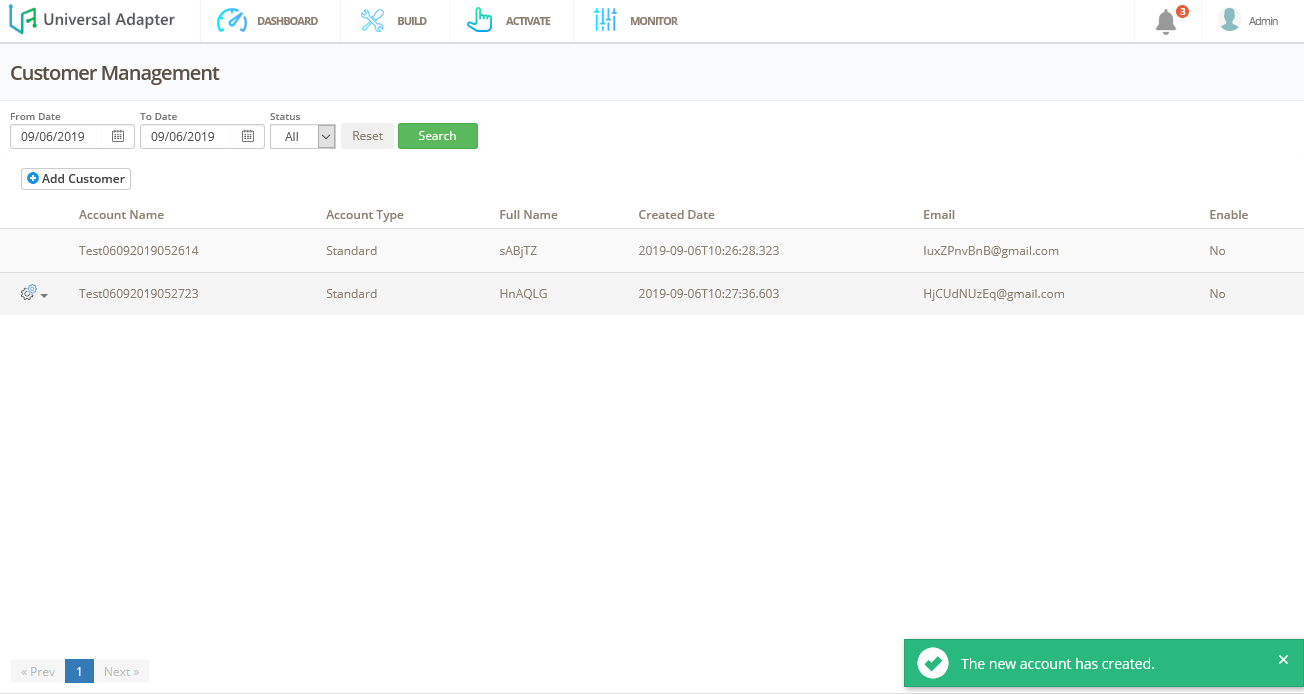 Universal Adapter DASHBOARD BUILD ACTIVATE MONITOR 3 Admin
Customer Management
From Date To Date Status
09/06/2019 09/06/2019 All Reset Search
Add Customer
Account Name Account Type Full Name Created Date Email Enable
Test06092019052614 Standard sABjTZ 2019-09-06T10:26:28.323 IuxZPnvBnB@gmail.com No
Test06092019052723 Standard HnAQLG 2019-09-06T10:27:36.603 HjCUdNUzEq@gmail.com No
« Prev 1 Next »
The new account has created.